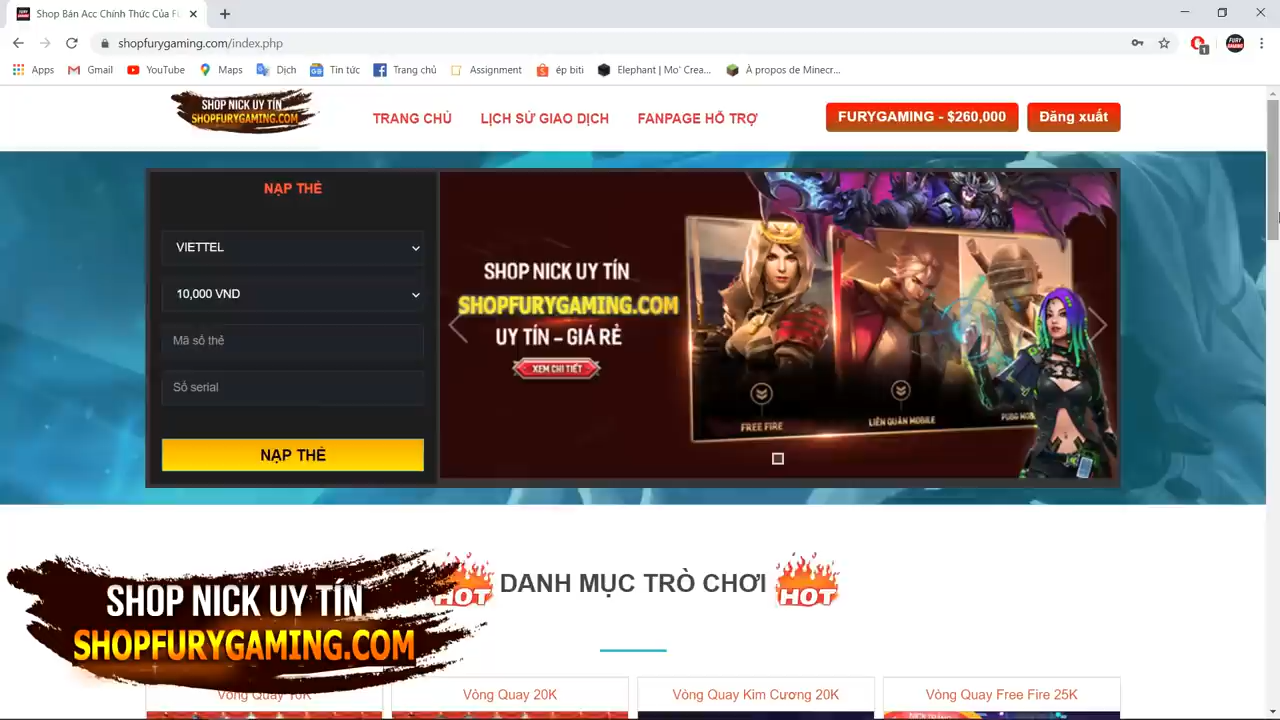 Shop Bán Acc Chính Thức Của F
shopfurygaming.com/index.php
Apps
Gmail
YouTube
Maps
Dịch
Tin tức
Trang chủ
Assignment
ép biti
Elephant | Mo' Crea...
À propos de Minecr...
SHOP NICK UY TÍN
SHOPFURYGAMING.COM
TRANG CHỦ
LỊCH SỬ GIAO DỊCH
FANPAGE HỖ TRỢ
FURYGAMING - $260,000
Đăng xuất
NẠP THẺ
VIETTEL
10,000 VND
Mã số thẻ
Số serial
NẠP THẺ
SHOP NICK UY TÍN
SHOPFURYGAMING.COM
UY TÍN - GIÁ RẺ
XEM CHI TIẾT
FREE FIRE
LIÊN QUÂN MOBILE
PUBG MOB
HOT
DANH MỤC TRÒ CHƠI
HOT
SHOP NICK UY TÍN
SHOPFURYGAMING.COM
Vòng Quay 10K
Vòng Quay 20K
Vòng Quay Kim Cương 20K
Vòng Quay Free Fire 25K